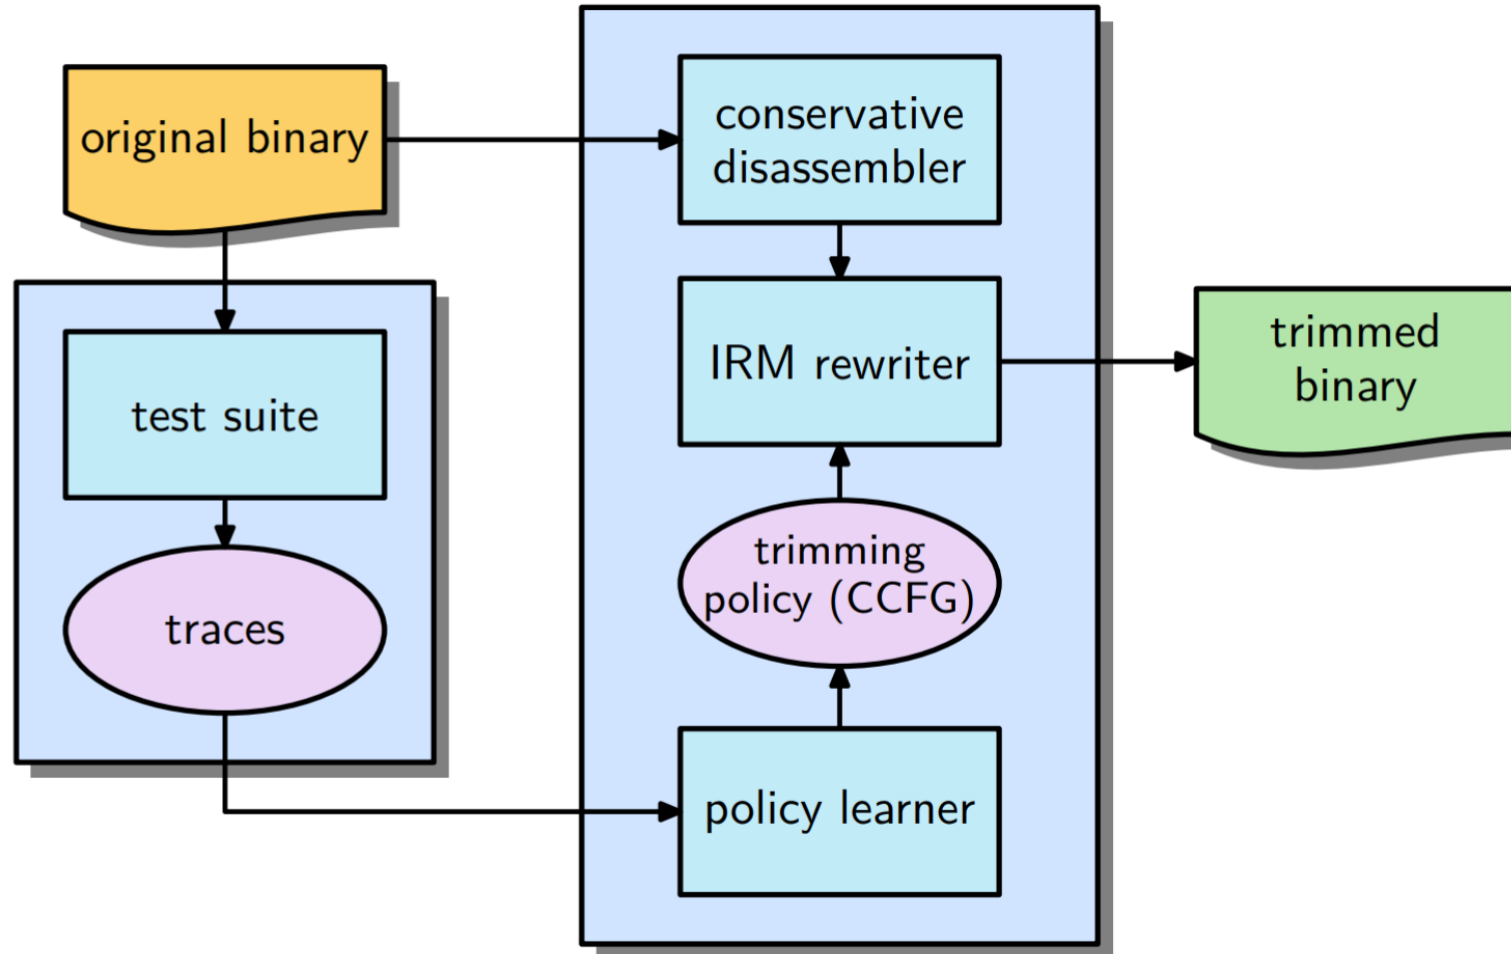 original binary
conservative
disassembler
test suite
IRM rewriter
trimmed
binary
traces
trimming
policy (CCFG)
policy learner